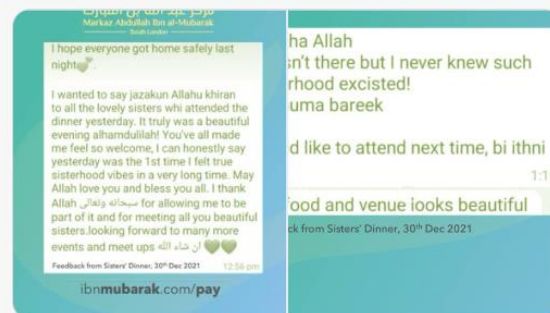 مركز عبد الله بن المبارك
Markaz Abdullah Ibn al-Mubarak
South London
I hope everyone got home safely last
night
I wanted to say jazakun Allahu khiran
to all the lovely sisters whi attended the
dinner yesterday. It truly was a beautiful
evening alhamdulilah! You've all made
me feel so welcome, I can honestly say
yesterday was the 1st time I felt true
sisterhood vibes in a very long time. May
Allah love you and bless you all. I thank
Allah سبحانه وتعالى for allowing me to be
part of it and for meeting all you beautiful
sisters.looking forward to many more
events and meet ups ان شاء الله
Feedback from Sisters' Dinner, 30th Dec 2021 12:56 pm
ibnmubarak.com/pay
ha Allah
sn't there but I never knew such
rhood excisted!
uma bareek
d like to attend next time, bi ithni
1:1
food and venue iooks beautiful
ck from Sisters' Dinner, 30th Dec 2021